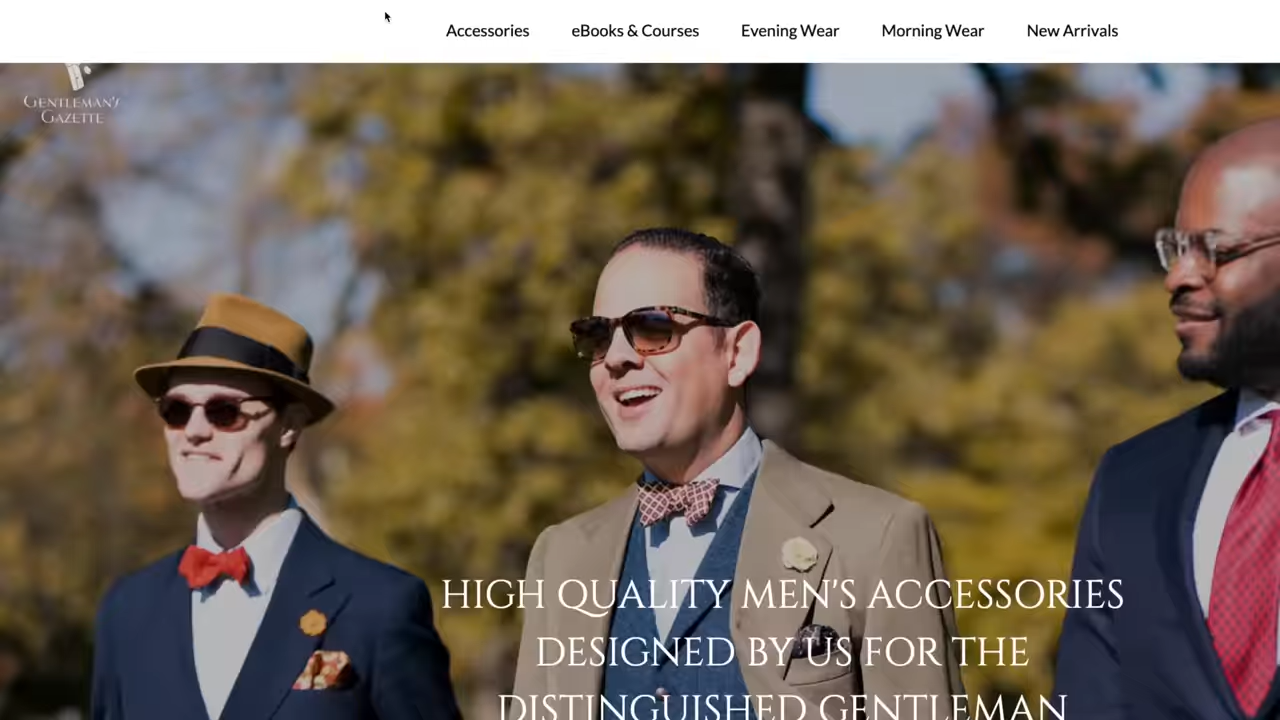 Accessories eBooks & Courses Evening Wear Morning Wear New Arrivals
GENTLEMAN'S
GAZETTE
HIGH QUALITY MEN'S ACCESSORIES
DESIGNED BY US FOR THE
DISTINGUISHED GENTLEMAN